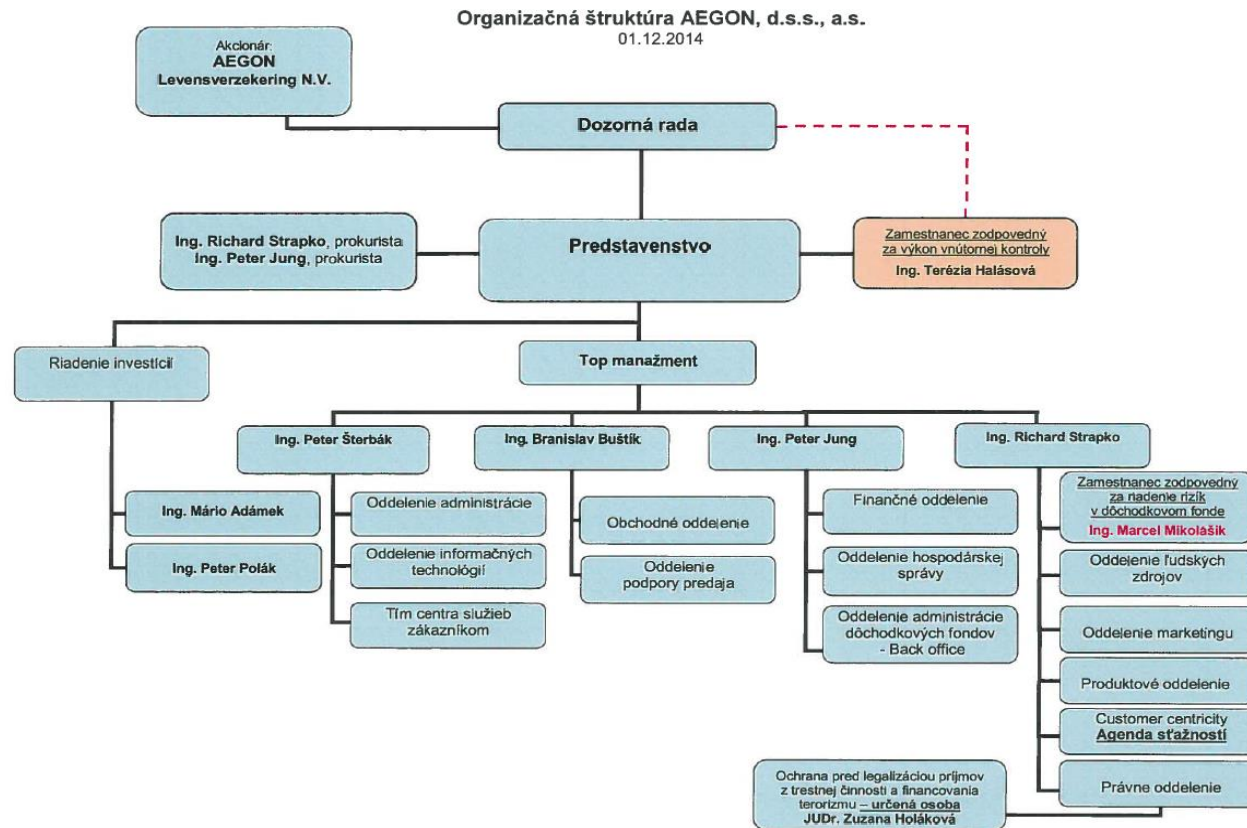 Organizačná štruktúra AEGON, d.s.s., a.s.
01.12.2014
Akcionár:
AEGON
Levensverzekering N.V.
Dozorná rada
Ing. Richard Strapko, prokurista
Ing. Peter Jung, prokurista
Predstavenstvo
Zamestnanec zodpovedný
za výkon vnútornej kontroly
Ing. Terézia Halásová
Riadenie investícií
Top manažment
Ing. Peter Šterbák
Ing. Branislav Buštík
Ing. Peter Jung
Ing. Richard Strapko
Ing. Mário Adámek
Ing. Peter Polák
Oddelenie administrácie
Oddelenie informačných
technológií
Tím centra služieb
zákazníkom
Obchodné oddelenie
Oddelenie
podpory predaja
Finančné oddelenie
Oddelenie hospodárskej
správy
Oddelenie administrácie
dôchodkových fondov
- Back office
Zamestnanec zodpovedný
za riadenie rizík
v dôchodkovom fonde
Ing. Marcel Mikolášik
Oddelenie ľudských
zdrojov
Oddelenie marketingu
Produktové oddelenie
Customer centricity
Agenda sťažností
Právne oddelenie
Ochrana pred legalizáciou príjmov
z trestnej činnosti a financovania
terorizmu – určená osoba
JUDr. Zuzana Holáková